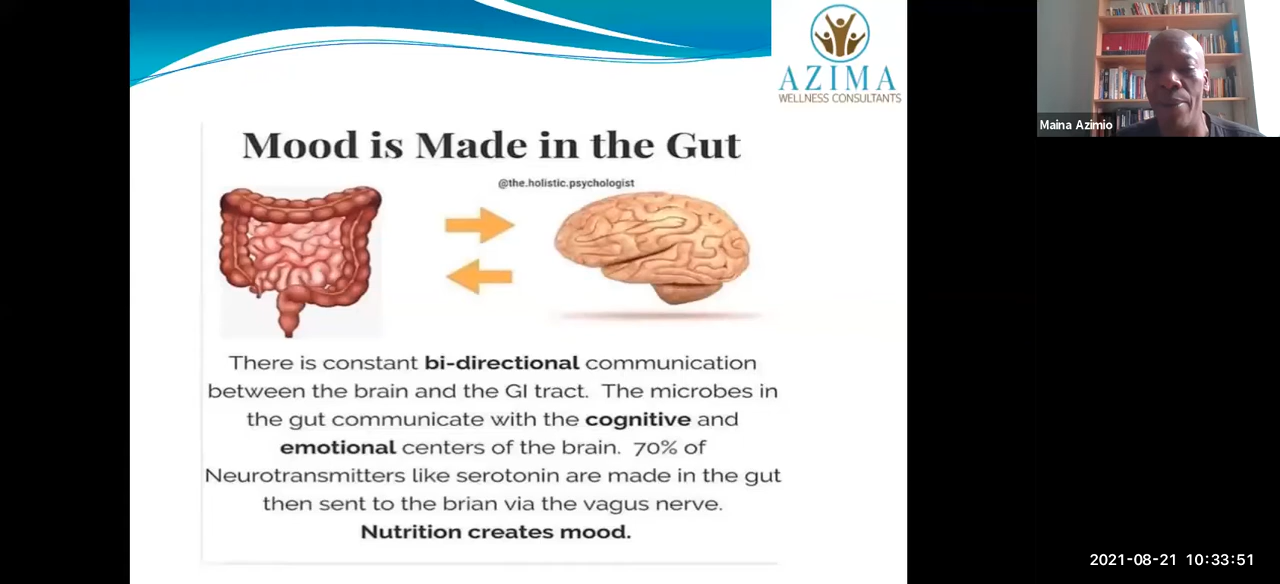 AZIMA
WELLNESS CONSULTANTS
Maina Azimio
Mood is Made in the Gut
@the.holistic.psychologist
There is constant bi-directional communication
between the brain and the GI tract. The microbes in
the gut communicate with the cognitive and
emotional centers of the brain. 70% of
Neurotransmitters like serotonin are made in the gut
then sent to the brian via the vagus nerve.
Nutrition creates mood.
2021-08-21 10:33:51